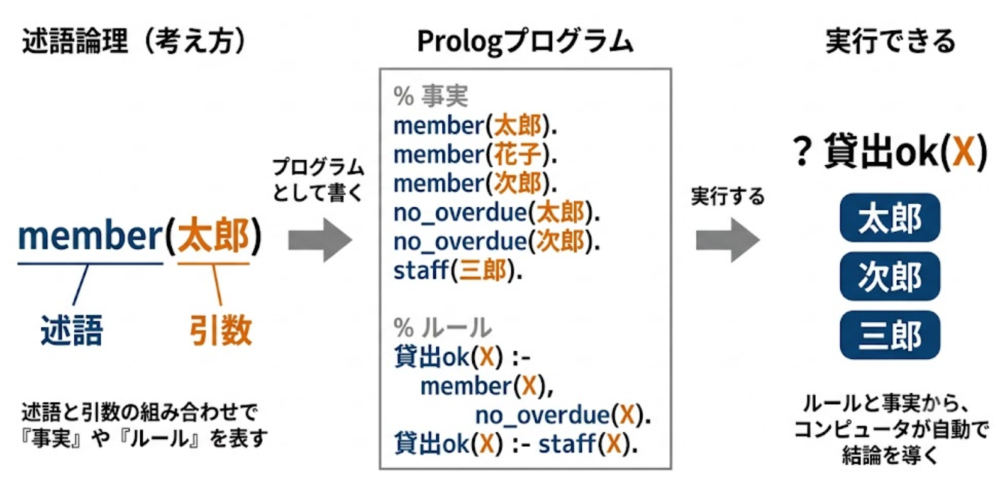 述語論理（考え方）
member(太郎)
述語
引数
述語と引数の組み合わせで
『事実』や『ルール』を表す
プログラム
として書く
Prologプログラム
% 事実
member(太郎).
member(花子).
member(次郎).
no_overdue(太郎).
no_overdue(次郎).
staff(三郎).
% ルール
貸出ok(X) :-
member(X),
no_overdue(X).
貸出ok(X) :- staff(X).
実行する
実行できる
? 貸出ok(X)
太郎
次郎
三郎
ルールと事実から、
コンピュータが自動で
結論を導く